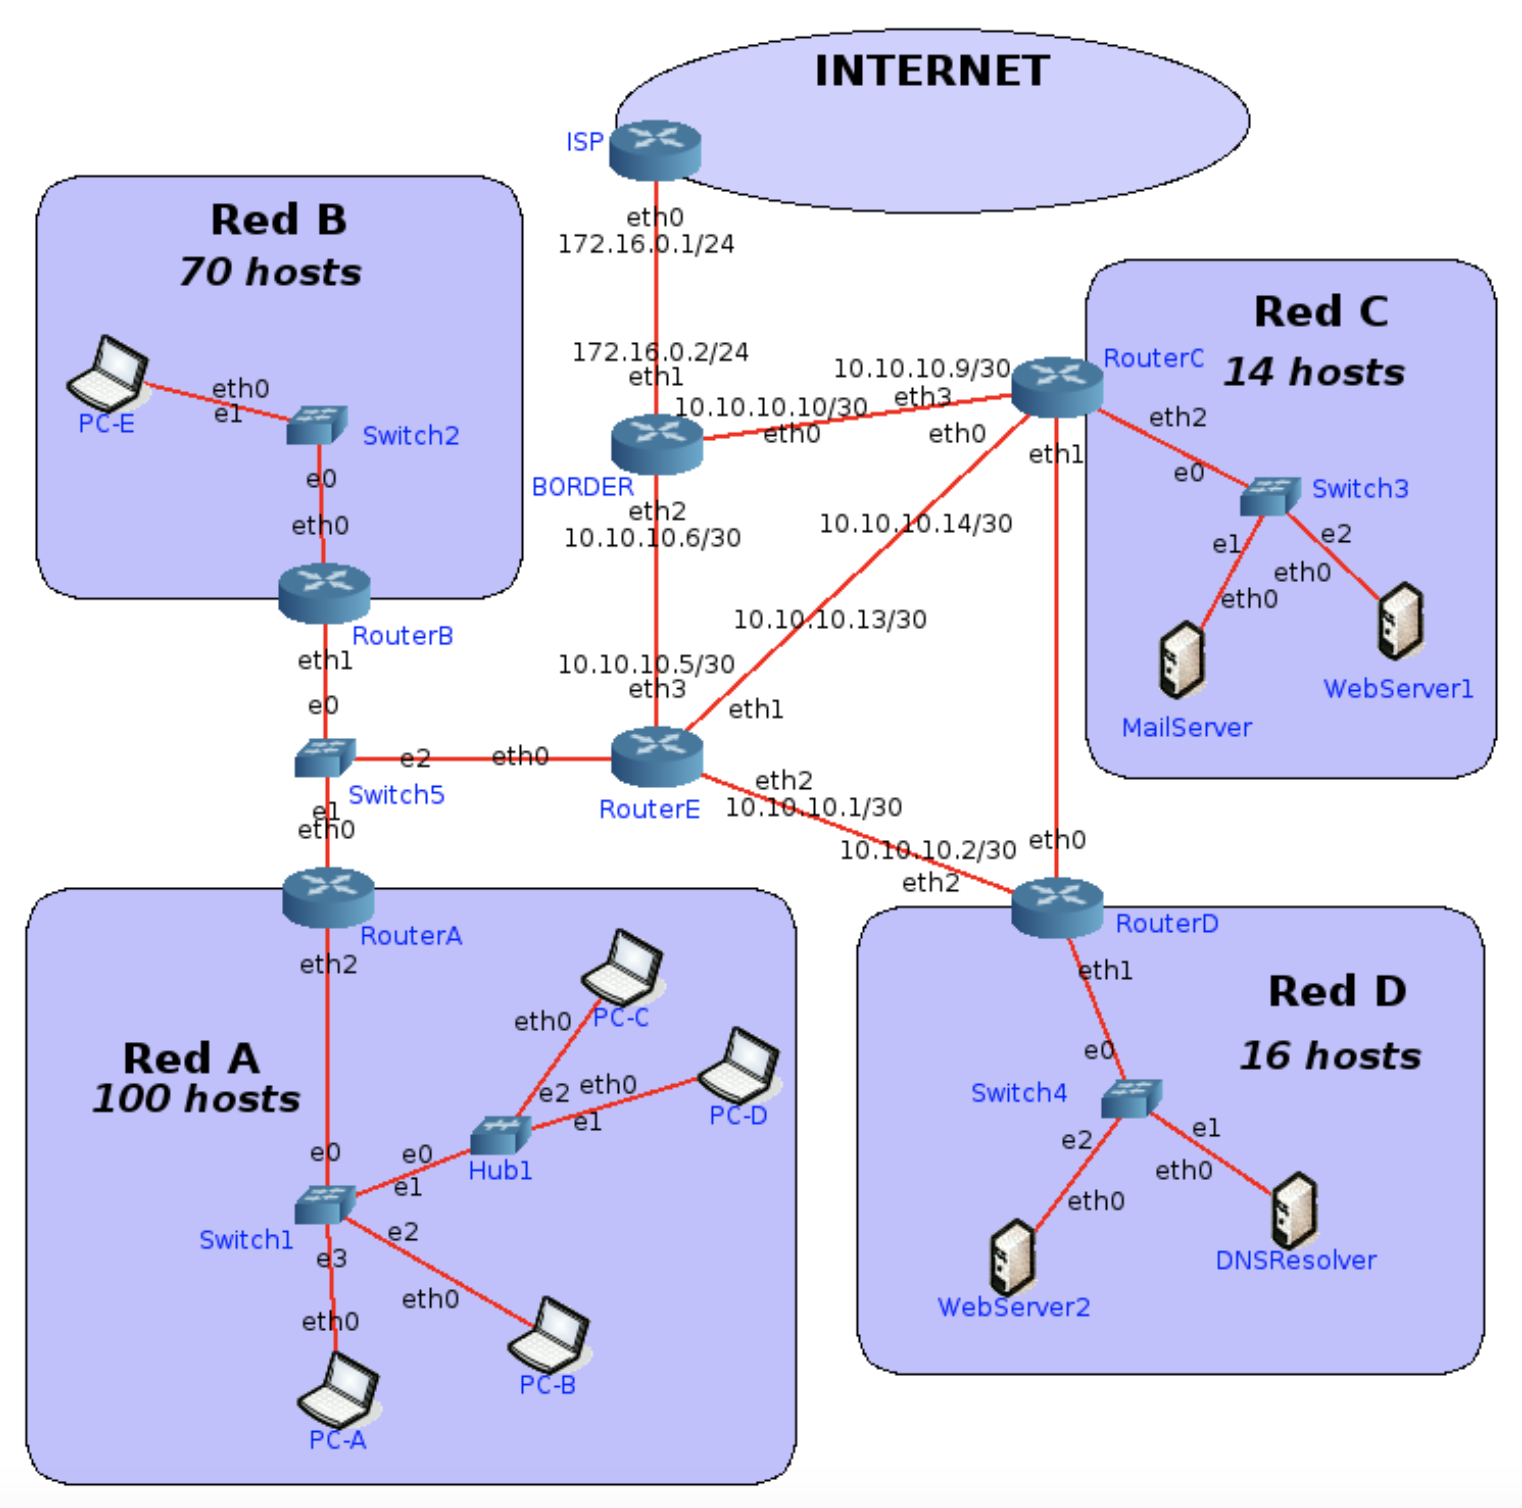 INTERNET
ISP
eth0
172.16.0.1/24
Red B
70 hosts
PC-E
eth0
e1
Switch2
e0
eth0
RouterB
eth1
e0
172.16.0.2/24
eth1
BORDER
10.10.10.10/30
eth0
10.10.10.9/30
eth3
RouterC
eth0
eth1
eth2
10.10.10.6/30
10.10.10.14/30
10.10.10.13/30
10.10.10.5/30
eth3
eth1
Red C
14 hosts
eth2
e0
Switch3
e1
eth0
e2
eth0
MailServer
WebServer1
Switch5
e2
eth0
e1
eth0
RouterE
eth2
10.10.10.1/30
10.10.10.2/30
eth2
eth0
RouterD
RouterA
eth2
Red A
100 hosts
e0
Switch1
e1
e0
Hub1
e2
eth0
PC-C
e1
eth0
PC-D
e2
eth0
PC-B
e3
eth0
PC-A
eth1
Red D
16 hosts
e0
Switch4
e2
eth0
WebServer2
e1
eth0
DNSResolver